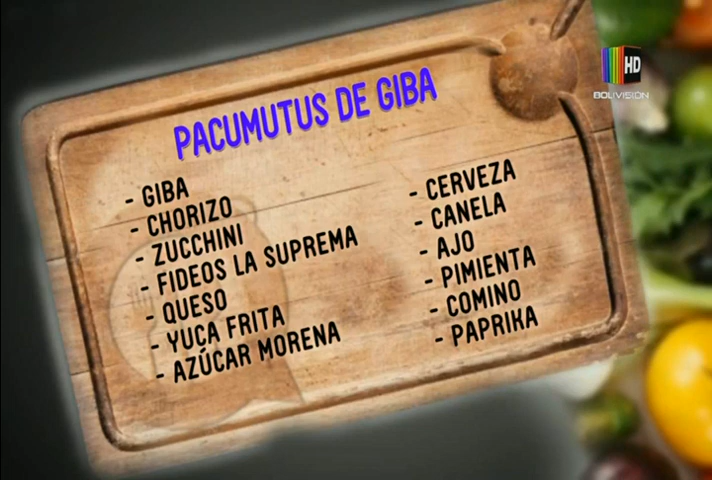 HD
BOLIVISIÓN
PACUMUTUS DE GIBA
- GIBA
- CHORIZO
- ZUCCHINI
- FIDEOS LA SUPREMA
- QUESO
- YUCA FRITA
- AZÚCAR MORENA
- CERVEZA
- CANELA
- AJO
- PIMIENTA
- COMINO
- PAPRIKA